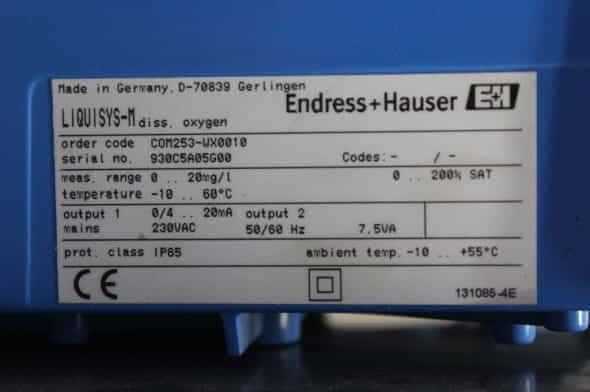 Made in Germany, D-70839 Gerlingen
Endress+Hauser E+H
LIQUISYS-M diss. oxygen
order code COM253-WX0010
serial no. 930C5A05G00 Codes: - / -
meas. range 0 .. 20mg/l 0 .. 200% SAT
temperature -10 .. 60°C
output 1 0/4 .. 20mA output 2
mains 230VAC 50/60 Hz 7,5VA
prot. class IP65 ambient temp. -10 .. +55°C
CE 131085-4E